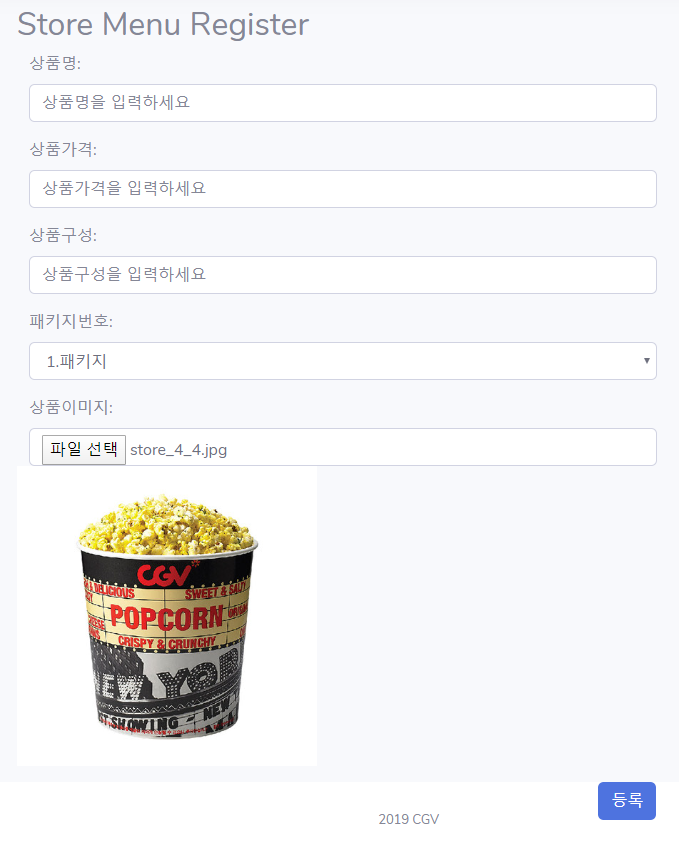 Store Menu Register
상품명:
상품명을 입력하세요
상품가격:
상품가격을 입력하세요
상품구성:
상품구성을 입력하세요
패키지번호:
1.패키지
상품이미지:
파일 선택 store_4_4.jpg
CGV
DELICIOUS SWEET & SALTY
POPCORN
CRISPY & CRUNCHY
NEW YOR
ST SHOWING - NEW
등록
2019 CGV